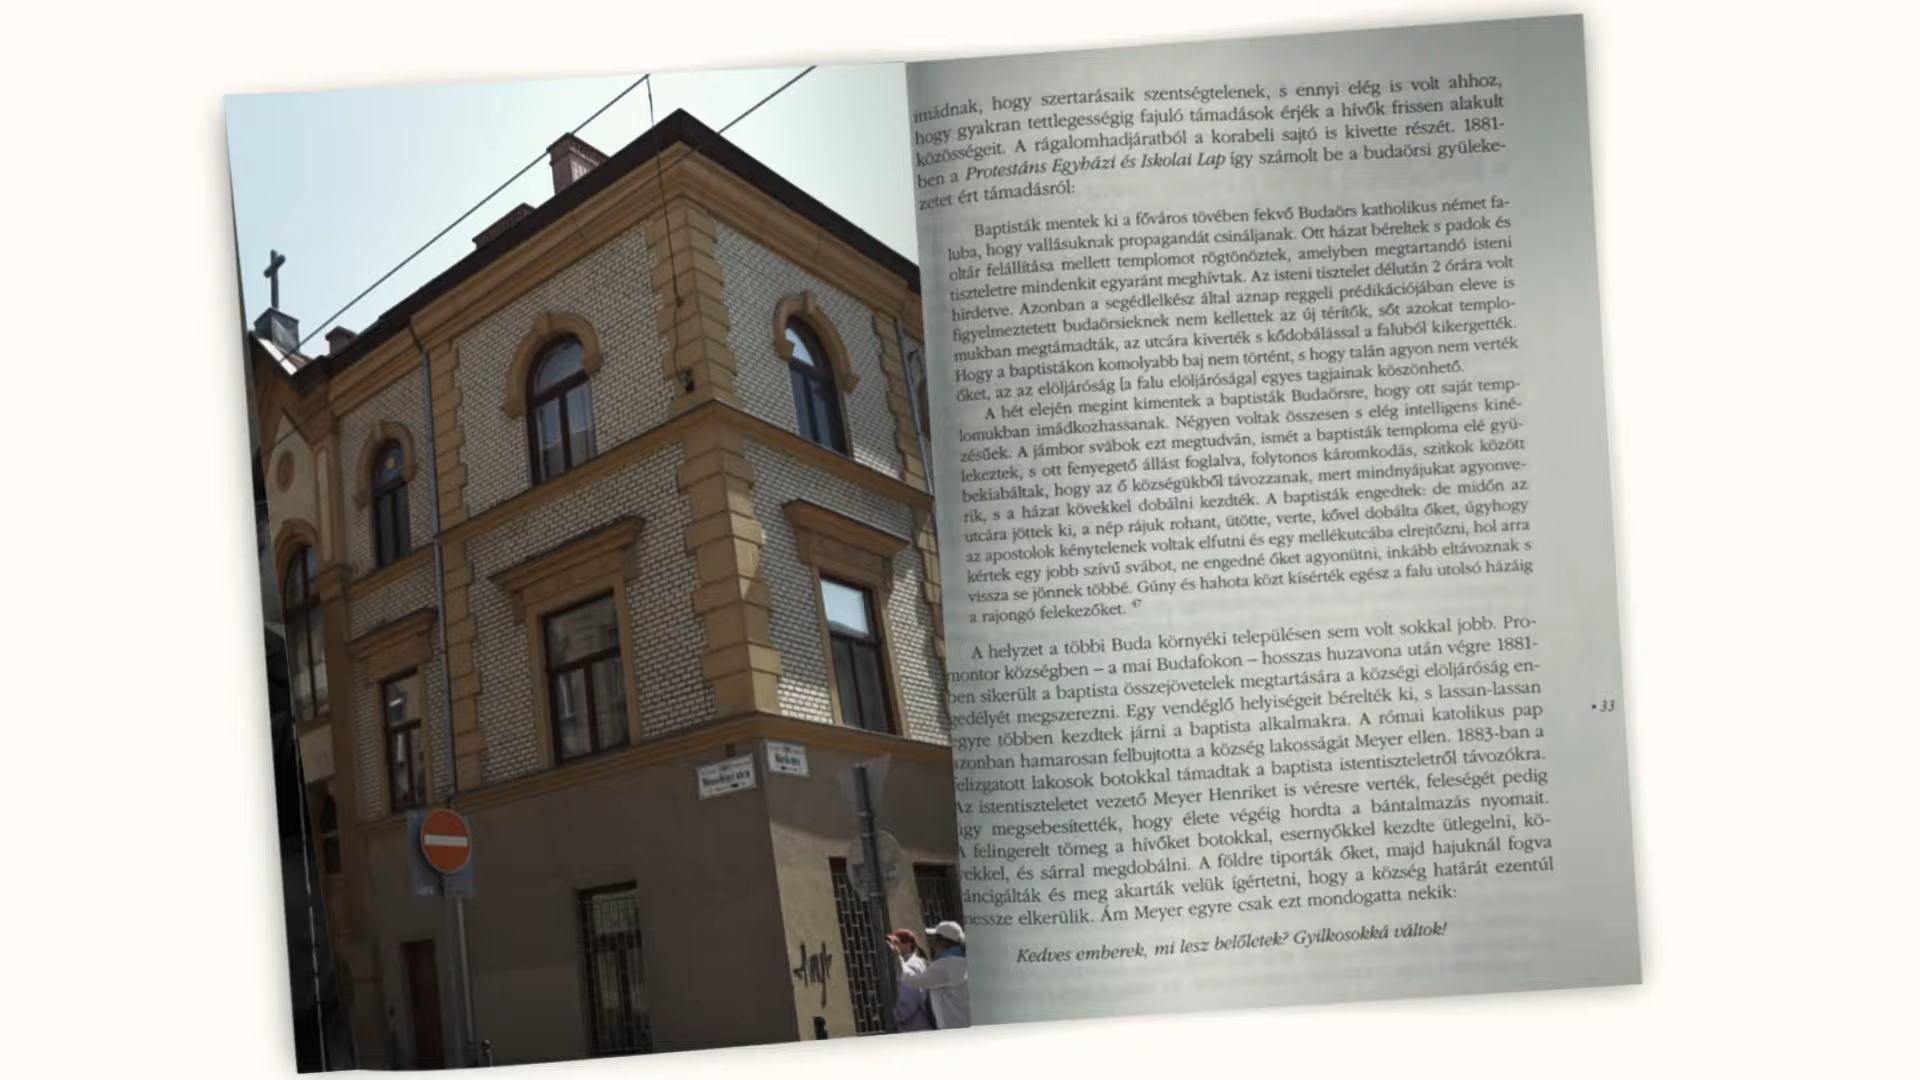 imádnak, hogy szertarásaik szentségtelenek, s ennyi elég is volt ahhoz,
hogy gyakran tettlegességig fajuló támadások érjék a hívők frissen alakult
közösségeit. A rágalomhadjáratból a korabeli sajtó is kivette részét. 1881-
ben a Protestáns Egyházi és Iskolai Lap így számolt be a budaörsi gyüleke-
zetet ért támadásról:
Baptisták mentek ki a főváros tövében fekvő Budaörs katholikus német fa-
luba, hogy vallásuknak propagandát csináljanak. Ott házat béreltek s padok és
oltár felállítása mellett templomot rögtönöztek, amelyben megtartandó isteni
tiszteletre mindenkit egyaránt meghívtak. Az isteni tisztelet délután 2 órára volt
hirdetve. Azonban a segédlelkész által aznap reggeli prédikációjában eleve is
figyelmeztetett budaörsieknek nem kellettek az új térítők, sőt azokat templo-
mukban megtámadták, az utcára kiverték s kődobálással a faluból kikergették.
Hogy a baptistákon komolyabb baj nem történt, s hogy talán agyon nem verték
őket, az az elöljáróság [a falu elöljárósága] egyes tagjainak köszönhető.
A hét elején megint kimentek a baptisták Budaörsre, hogy ott saját temp-
lomukban imádkozhassanak. Négyen voltak összesen s elég intelligens kiné-
zésűek. A jámbor svábok ezt megtudván, ismét a baptisták temploma elé gyü-
lekeztek, s ott fenyegető állást foglalva, folytonos káromkodás, szitkok között
bekiabáltak, hogy az ő községükből távozzanak, mert mindnyájukat agyonve-
rik, s a házat kövekkel dobálni kezdték. A baptisták engedtek: de midőn az
utcára jöttek ki, a nép rájuk rohant, ütötte, verte, kővel dobálta őket, úgyhogy
az apostolok kénytelenek voltak elfutni és egy mellékutcába elrejtőzni, hol arra
kértek egy jobb szívű svábot, ne engedné őket agyonütni, inkább eltávoznak s
vissza se jönnek többé. Gúny és hahota közt kísérték egész a falu utolsó házáig
a rajongó felekezőket. 47
A helyzet a többi Buda környéki településen sem volt sokkal jobb. Pro-
montor községben – a mai Budafokon – hosszas huzavona után végre 1881-
ben sikerült a baptista összejövetelek megtartására a községi elöljáróság en-
gedélyét megszerezni. Egy vendéglő helyiségeit bérelték ki, s lassan-lassan
egyre többen kezdtek járni a baptista alkalmakra. A római katolikus pap
azonban hamarosan felbujtotta a község lakosságát Meyer ellen. 1883-ban a
felizgatott lakosok botokkal támadtak a baptista istentiszteletről távozókra.
Az istentiszteletet vezető Meyer Henriket is véresre verték, feleségét pedig
úgy megsebesítették, hogy élete végéig hordta a bántalmazás nyomait.
A felingerelt tömeg a hívőket botokkal, esernyőkkel kezdte ütlegelni, kö-
vekkel, és sárral megdobálni. A földre tiporták őket, majd hajuknál fogva
ráncigálták és meg akarták velük ígértetni, hogy a község határát ezentúl
messze elkerülik. Ám Meyer egyre csak ezt mondogatta nekik:
Kedves emberek, mi lesz belőletek? Gyilkosokká váltok!
• 33